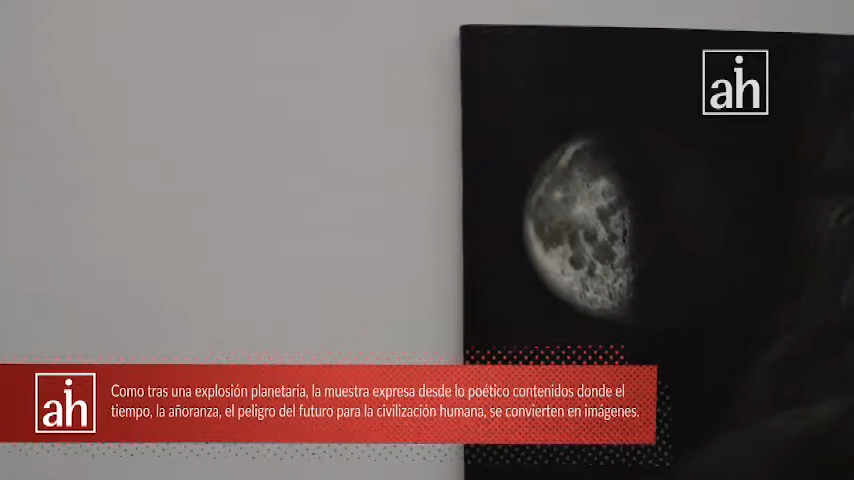 aih
aih
Como tras una explosión planetaria, la muestra expresa desde lo poético contenidos donde el
tiempo, la añoranza, el peligro del futuro para la civilización humana, se convierten en imágenes.